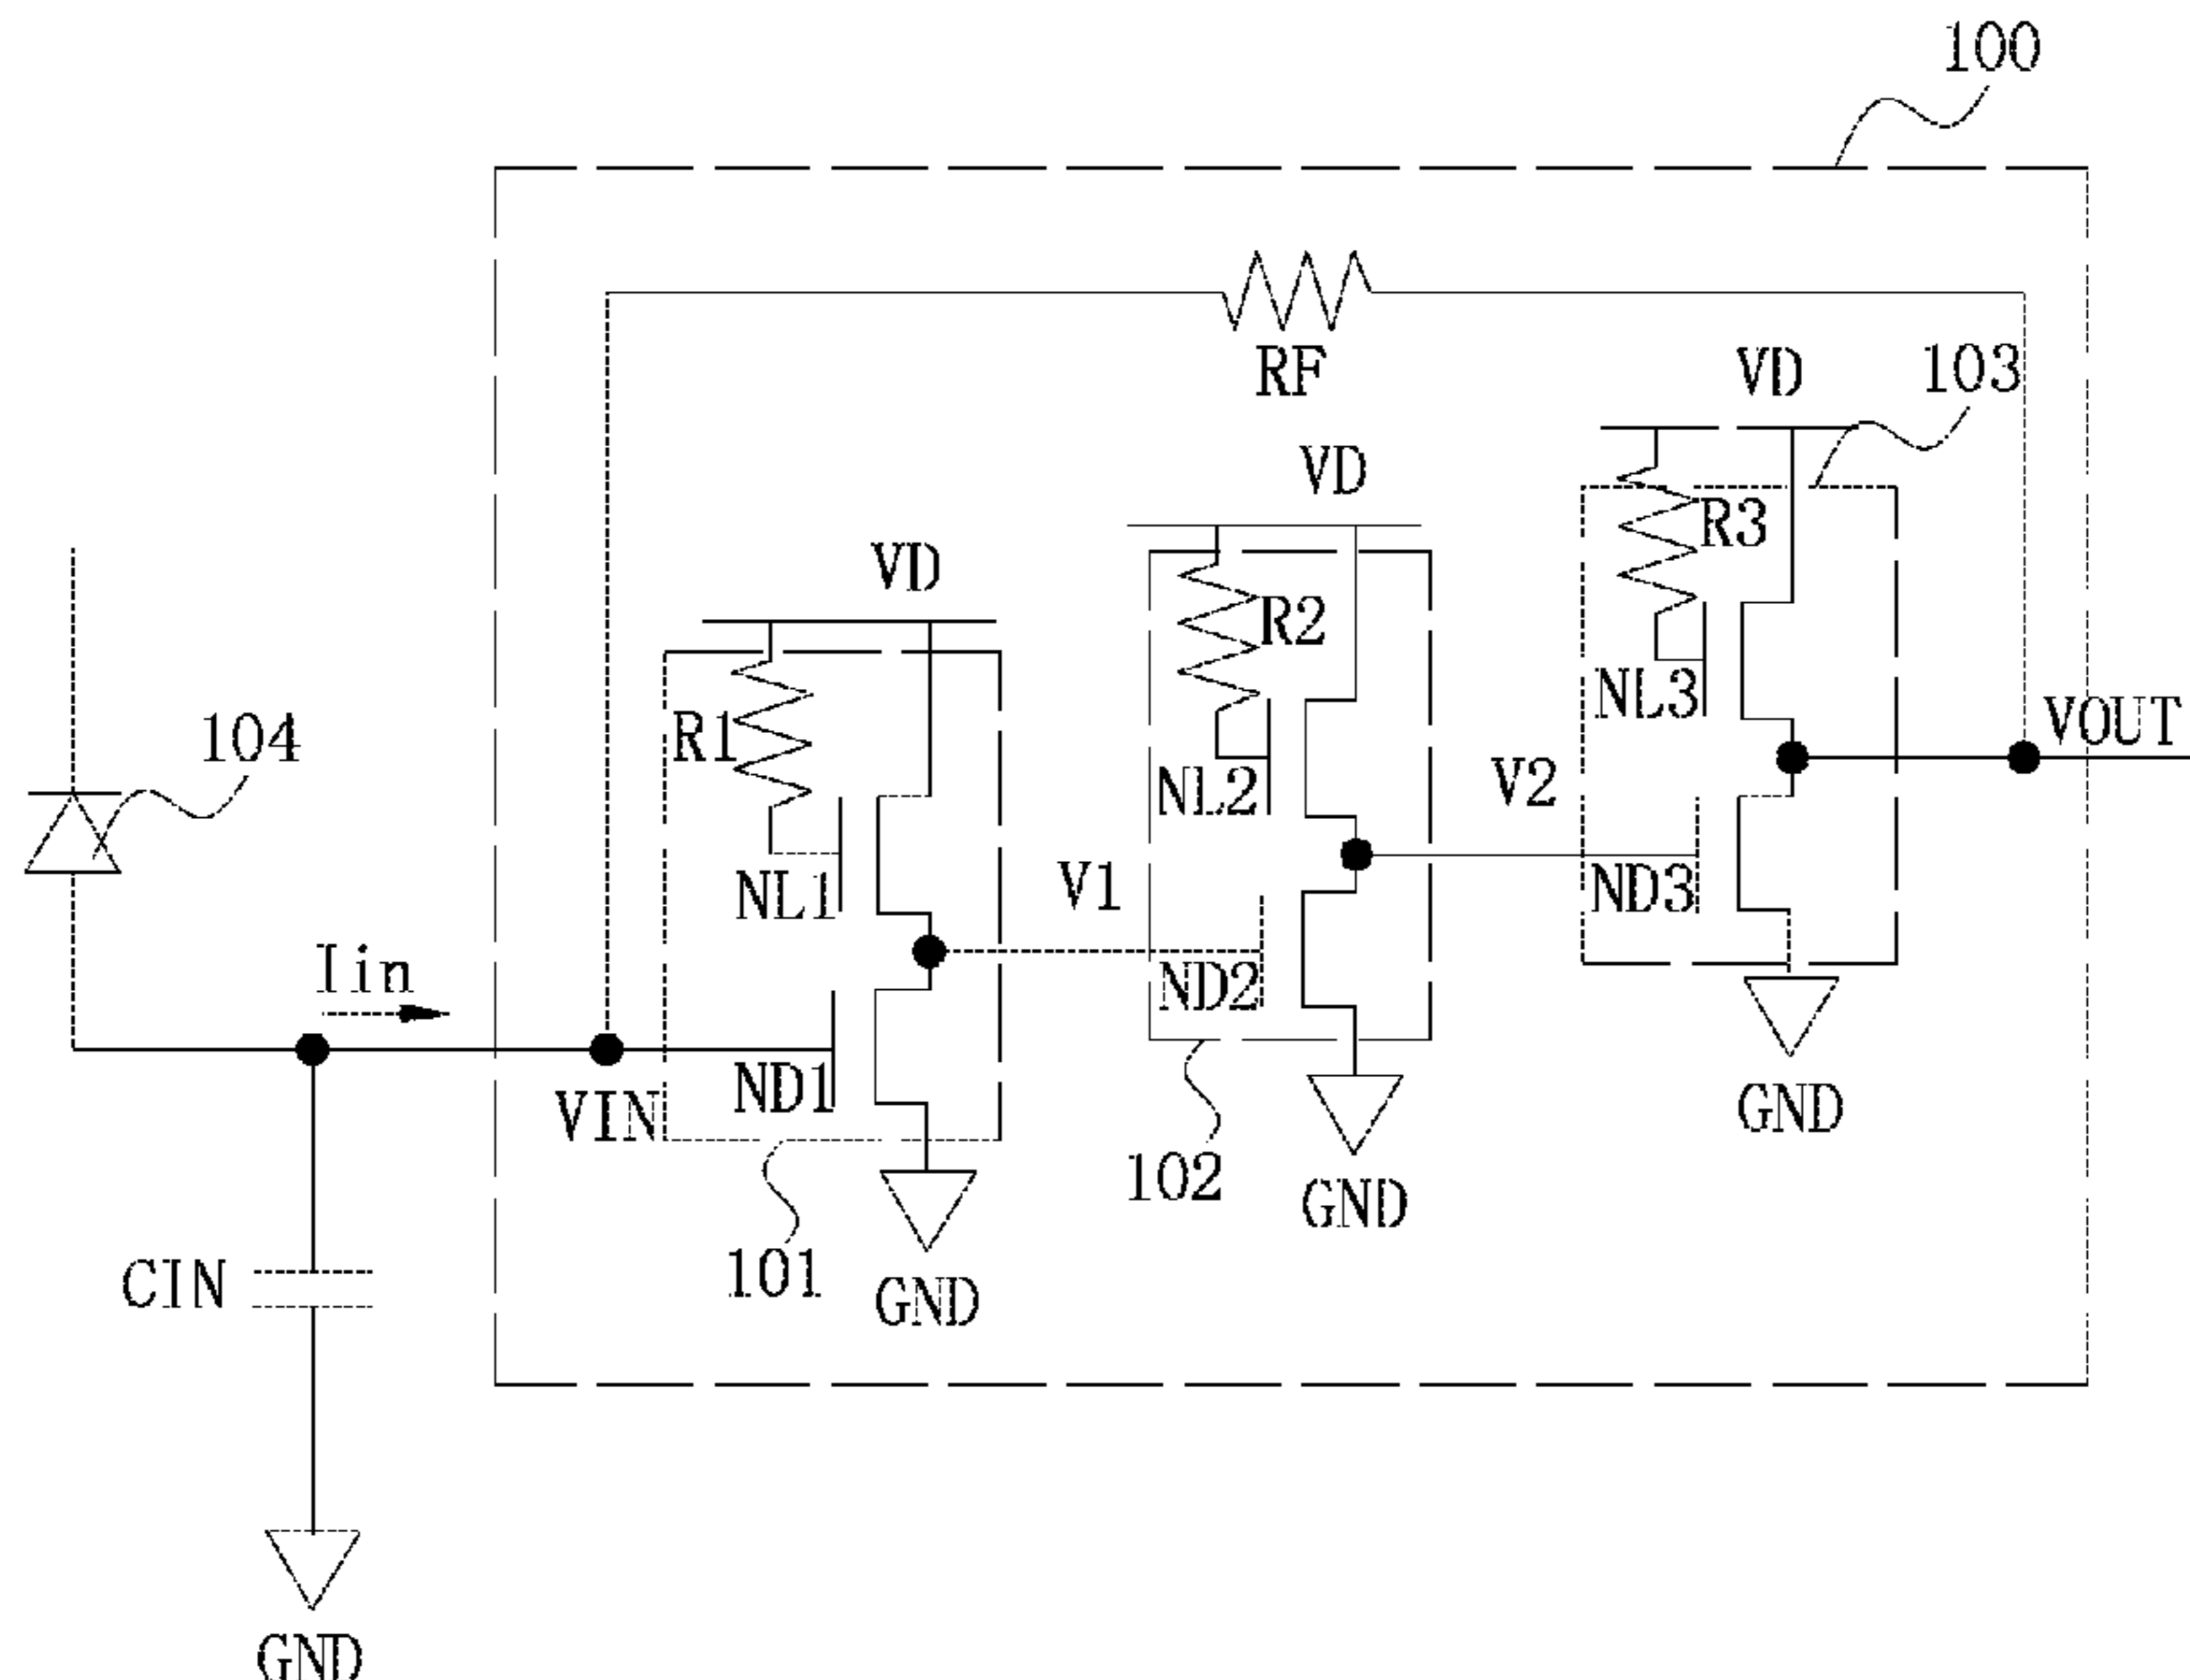 100
RF
VD
103
VD
R3
VD
R2
NL3
VOUT
104
R1
NL2
V2
NL1
V1
ND3
Iin
ND2
ND1
VIN
GND
102
GND
101
CIN
GND
GND